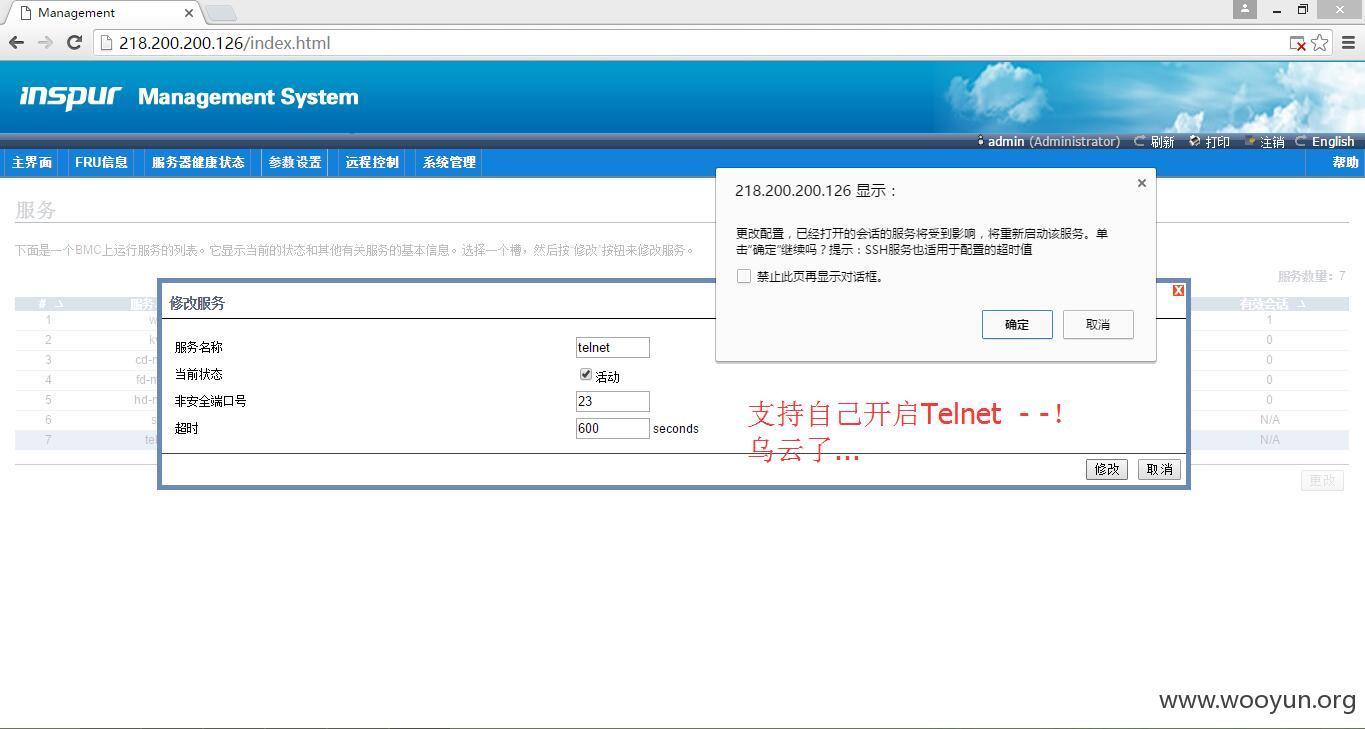 Management
218.200.200.126/index.html
inspur Management System
admin (Administrator) 刷新 打印 注销 English
主界面 FRU信息 服务器健康状态 参数设置 远程控制 系统管理 帮助
218.200.200.126 显示：
更改配置，已经打开的会话的服务将受到影响，将重新启动该服务。单
击“确定”继续吗？提示：SSH服务也适用于配置的超时值
禁止此页再显示对话框。
确定 取消
服务
下面是一个BMC上运行服务的列表。它显示当前的状态和其他有关服务的基本信息。选择一个槽，然后按“修改”按钮来修改服务。
服务数量：7
修改服务
# 服务 有效会话
1 w 1
2 kv 0
3 cd-m 0
4 fd-m 0
5 hd-m 0
6 s N/A
7 tel N/A
服务名称 telnet
当前状态 活动
非安全端口号 23
超时 600 seconds
修改 取消
更改
支持自己开启Telnet - -！
乌云了...
www.wooyun.org